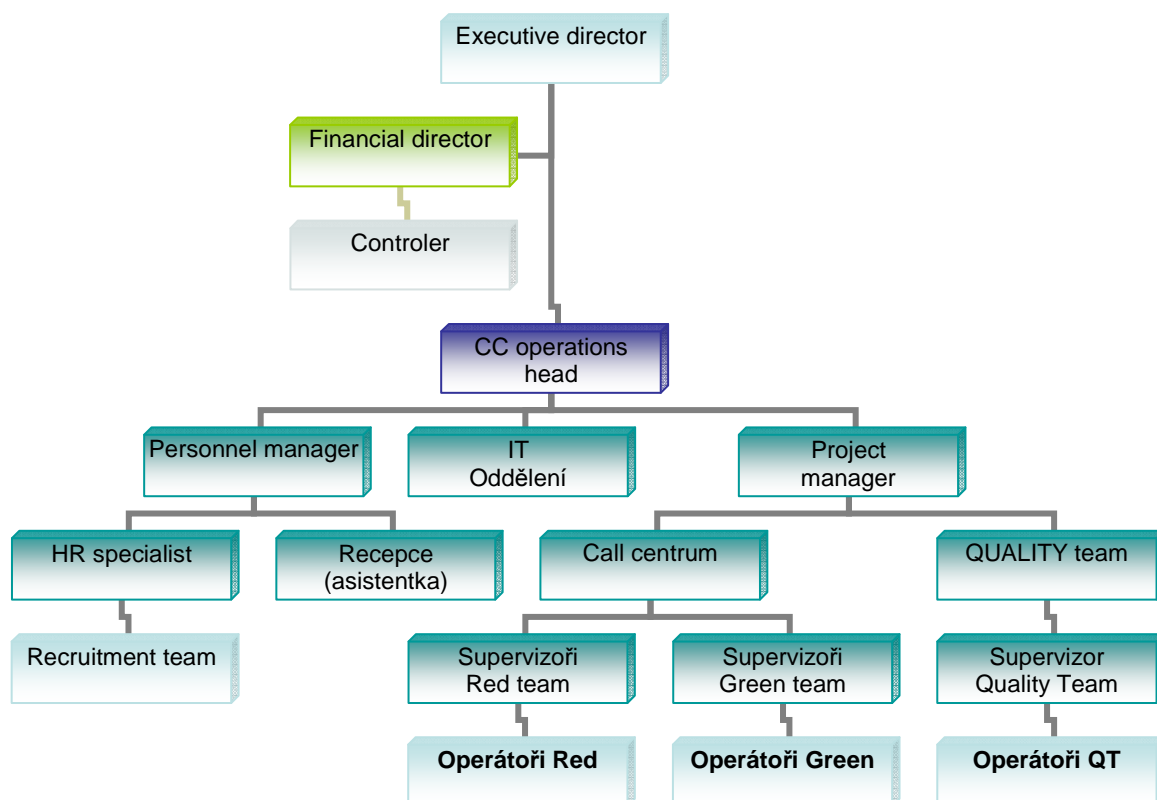 Executive director
Financial director
Controler
CC operations
head
Personnel manager
IT
Oddělení
Project
manager
HR specialist
Recepce
(asistentka)
Call centrum
QUALITY team
Recruitment team
Supervizoři
Red team
Supervizoři
Green team
Supervizor
Quality Team
Operátoři Red
Operátoři Green
Operátoři QT